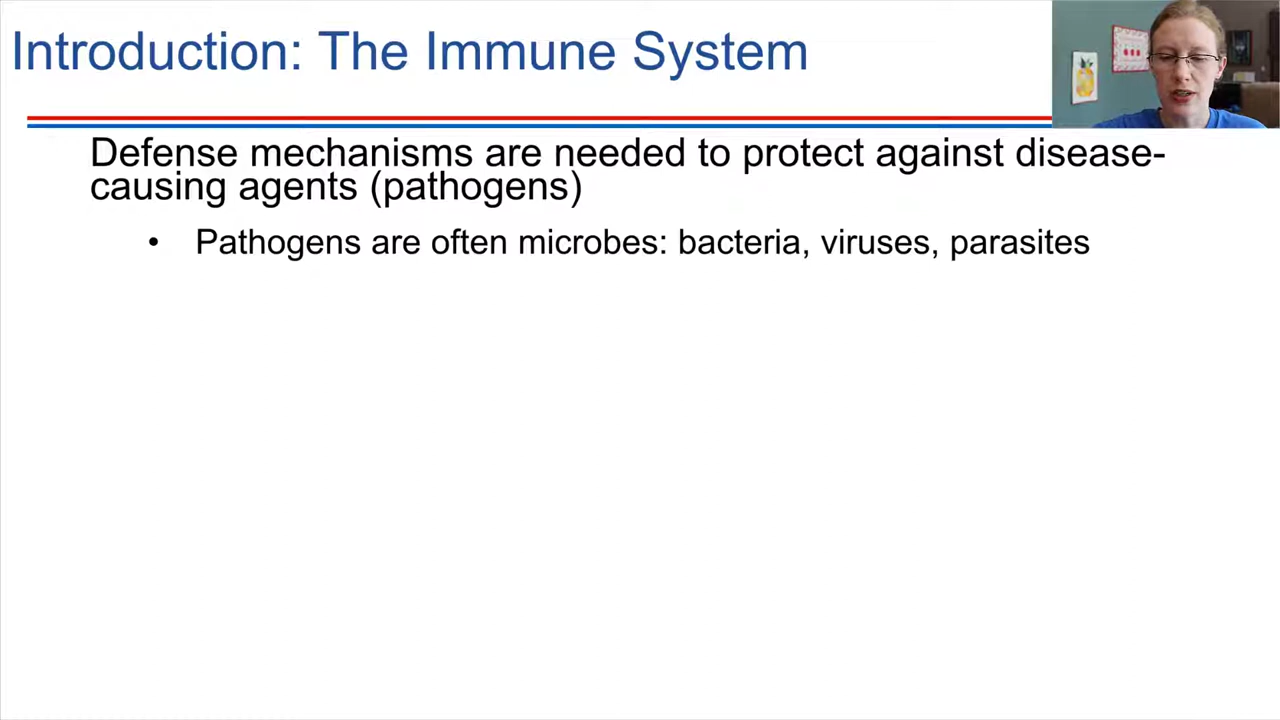 Introduction: The Immune System
Defense mechanisms are needed to protect against disease-
causing agents (pathogens)
• Pathogens are often microbes: bacteria, viruses, parasites